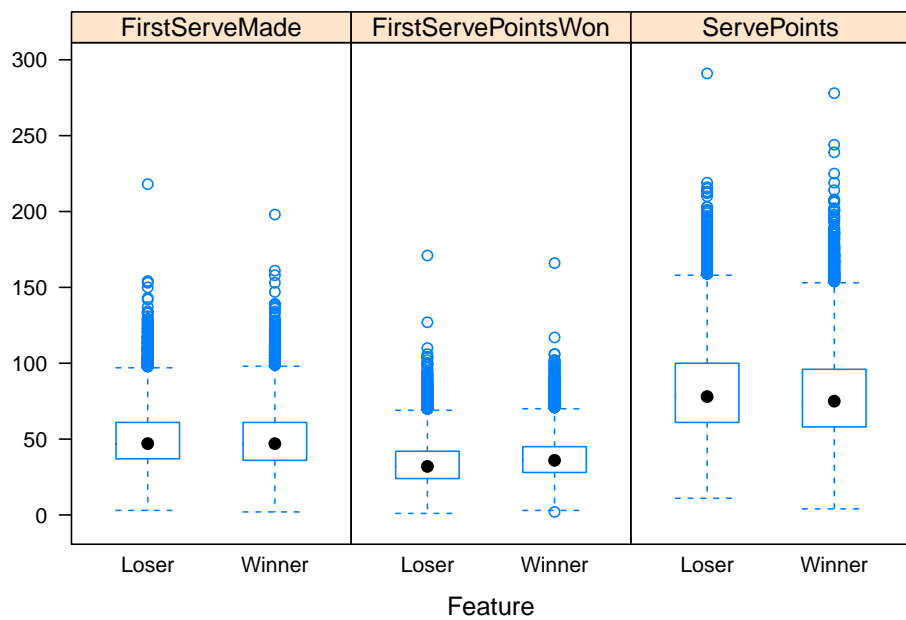 FirstServeMade FirstServePointsWon ServePoints
300
250
200
150
100
50
0
Loser Winner Loser Winner Loser Winner
Feature